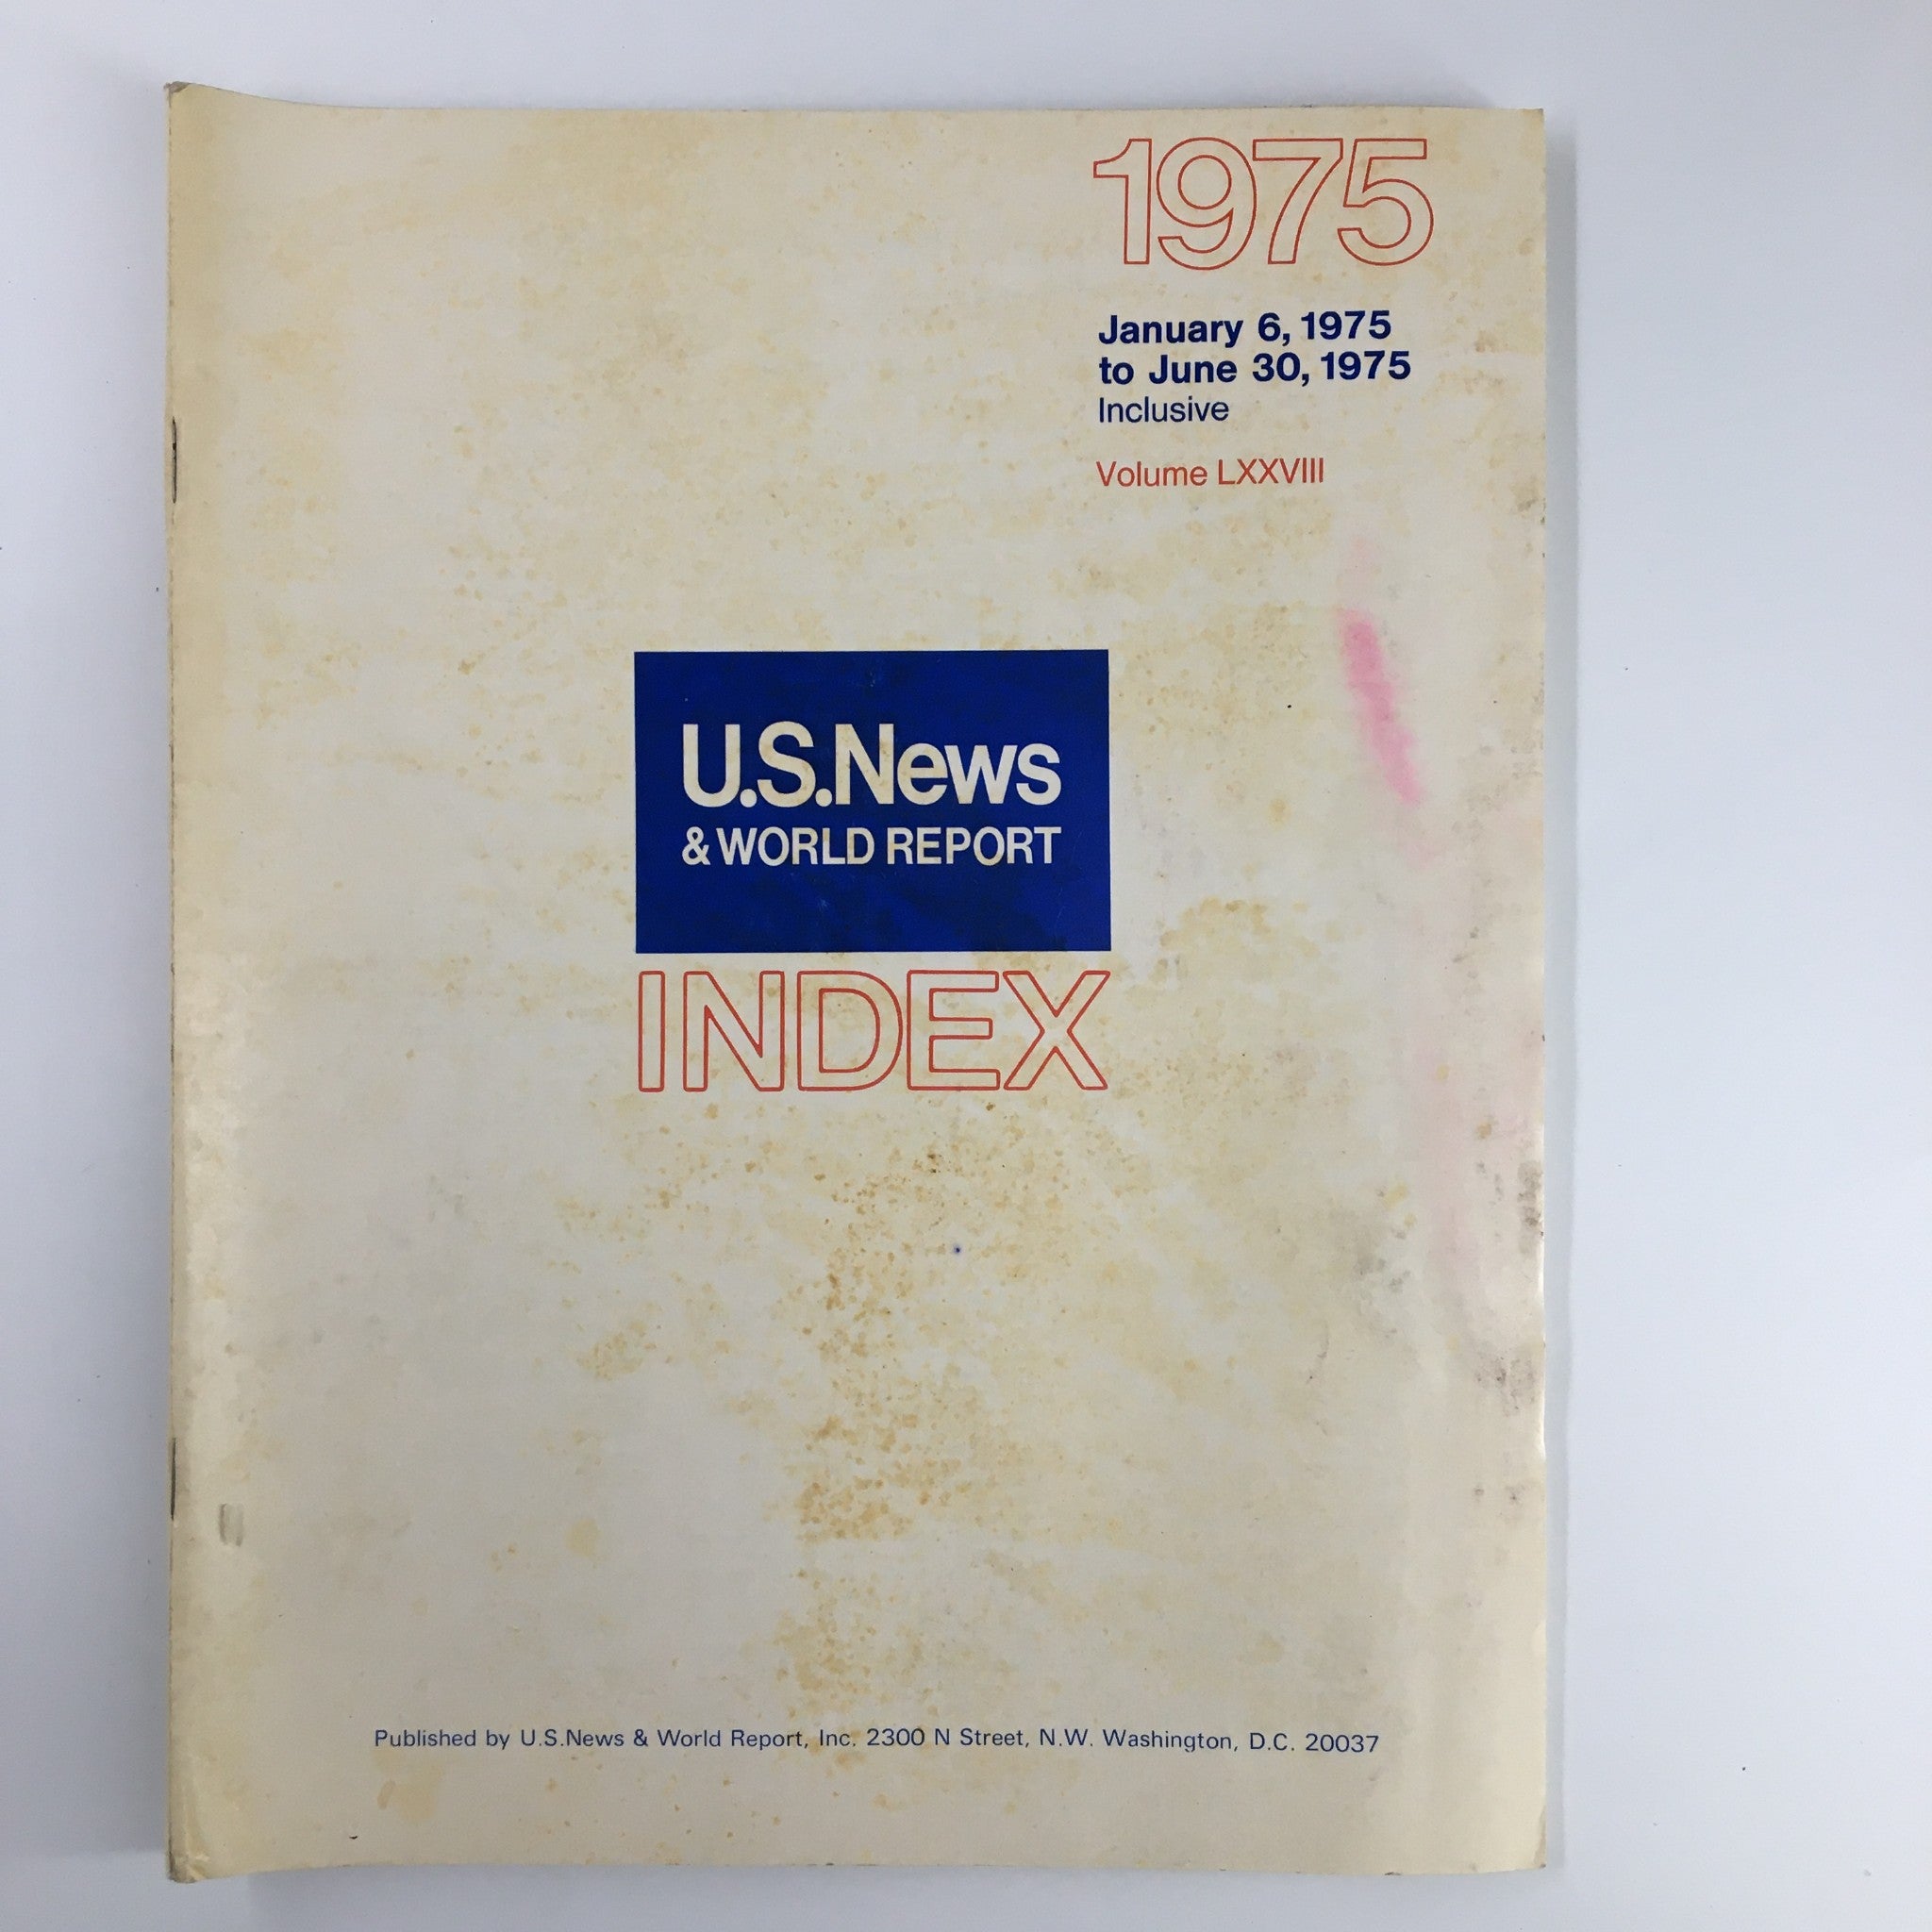 1975
January 6, 1975
to June 30, 1975
Inclusive
Volume LXXVIII
U.S.News
& WORLD REPORT
INDEX
Published by U.S.News & World Report, Inc. 2300 N Street, N.W. Washington, D.C. 20037